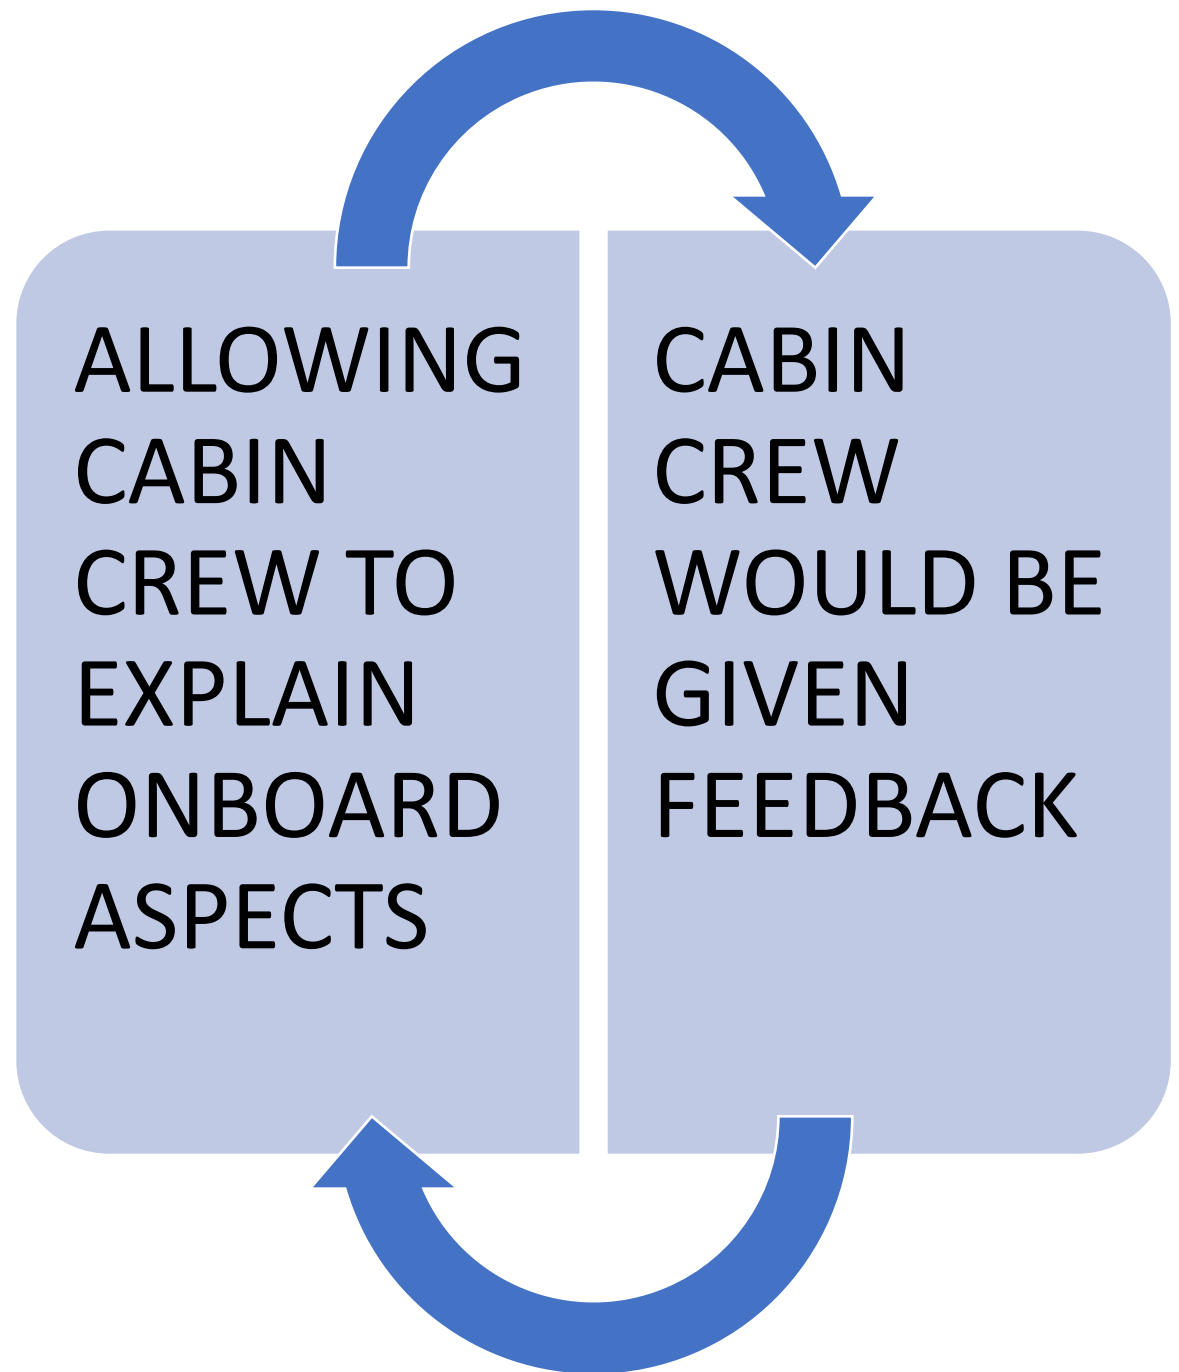 ALLOWING
CABIN
CREW TO
EXPLAIN
ONBOARD
ASPECTS
CABIN
CREW
WOULD BE
GIVEN
FEEDBACK